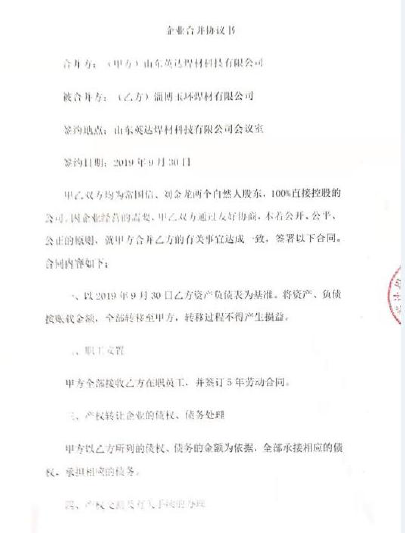 企业合并协议书
合并方：（甲方）山东英达焊材科技有限公司
被合并方：（乙方）淄博玉环焊材有限公司
签约地点：山东英达焊材科技有限公司会议室
签约日期：2019年9月30日
甲乙双方均为常国信、刘金龙两个自然人股东，100%直接控股的
公司，因企业经营的需要，甲乙双方通过友好协商，本着公开、公平、
公正的原则，就甲方合并乙方的有关事宜达成一致，签署以下合同。
合同内容如下：
一、以2019年9月30日乙方资产负债表为基准。将资产、负债
按账载金额，全部转移至甲方，转移过程不得产生损益。
二、职工安置
甲方全部接收乙方在职员工，并签订5年劳动合同。
三、产权转让企业的债权、债务处理
甲方以乙方所列的债权、债务的金额为依据，全部承接相应的债
权，承担相应的债务。
四、产权交割及有关手续的办理